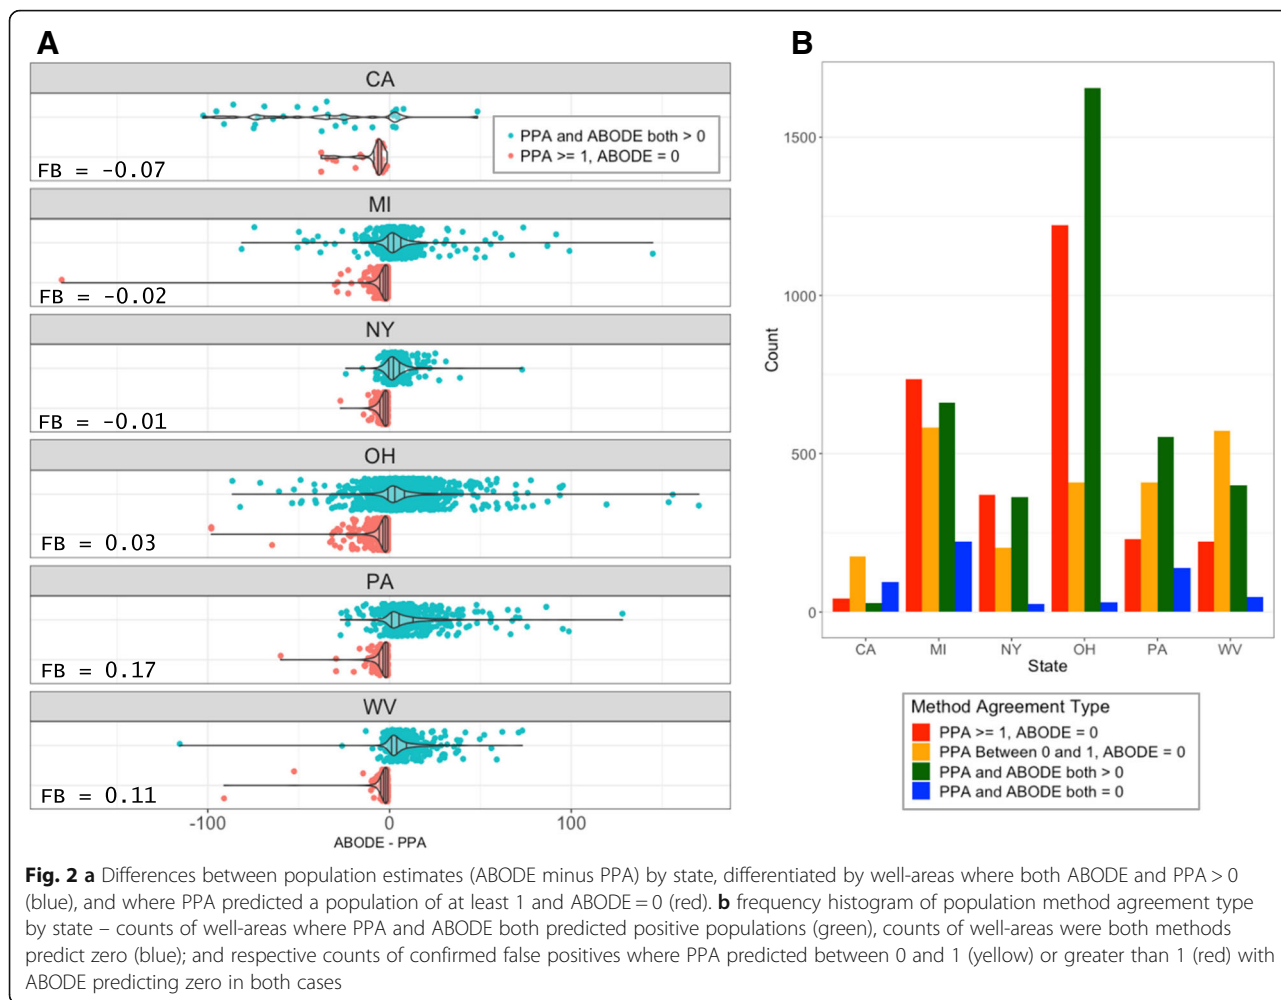 A
CA
PPA and ABODE both > 0
PPA >= 1, ABODE = 0
FB = -0.07
MI
FB = -0.02
NY
FB = -0.01
OH
FB = 0.03
PA
FB = 0.17
WV
FB = 0.11
-100 0 100
ABODE - PPA
B
1500
1000
500
0
Count
CA MI NY OH PA WV
State
Method Agreement Type
PPA >= 1, ABODE = 0
PPA Between 0 and 1, ABODE = 0
PPA and ABODE both > 0
PPA and ABODE both = 0
Fig. 2 a Differences between population estimates (ABODE minus PPA) by state, differentiated by well-areas where both ABODE and PPA > 0
(blue), and where PPA predicted a population of at least 1 and ABODE = 0 (red). b frequency histogram of population method agreement type
by state – counts of well-areas where PPA and ABODE both predicted positive populations (green), counts of well-areas were both methods
predict zero (blue); and respective counts of confirmed false positives where PPA predicted between 0 and 1 (yellow) or greater than 1 (red) with
ABODE predicting zero in both cases